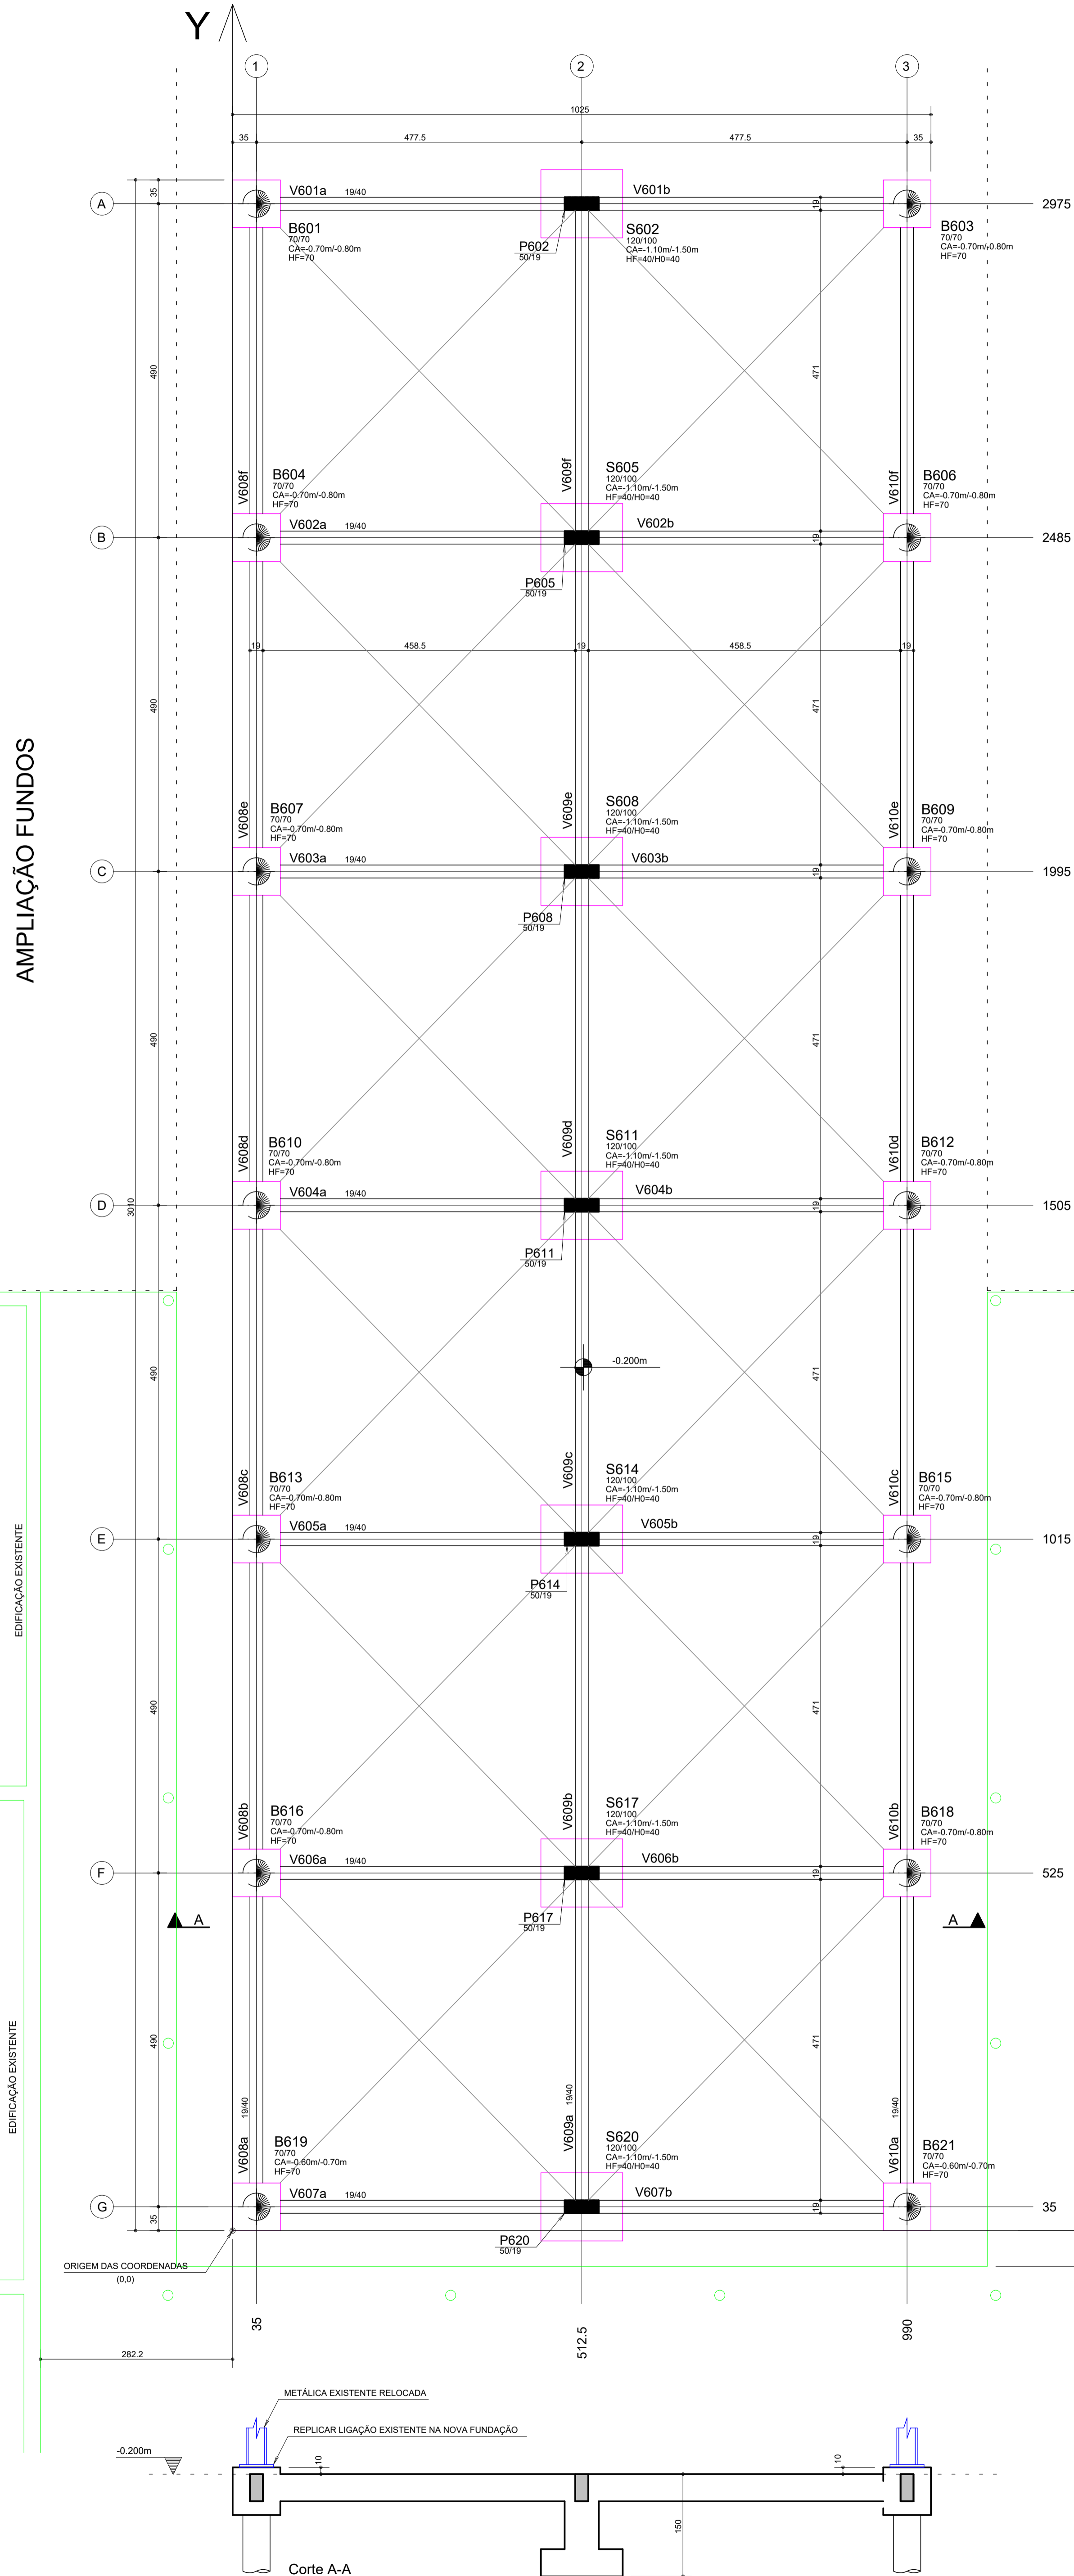 Y
1
2
3
1025
35
477.5
477.5
35
A
35
V601a 19/40
V601b
19
2975
B601
70/70
CA=-0.70m/-0.80m
HF=70
P602
50/19
S602
120/100
CA=-1.10m/-1.50m
HF=40/H0=40
B603
70/70
CA=-0.70m/-0.80m
HF=70
490
471
V608f
V609f
V610f
B604
70/70
CA=-0.70m/-0.80m
HF=70
S605
120/100
CA=-1.10m/-1.50m
HF=40/H0=40
B606
70/70
CA=-0.70m/-0.80m
HF=70
B
V602a 19/40
V602b
19
2485
P605
50/19
19
458.5
19
458.5
19
490
471
AMPLIAÇÃO FUNDOS
V608e
V609e
V610e
B607
70/70
CA=-0.70m/-0.80m
HF=70
S608
120/100
CA=-1.10m/-1.50m
HF=40/H0=40
B609
70/70
CA=-0.70m/-0.80m
HF=70
C
V603a 19/40
V603b
19
1995
P608
50/19
490
471
V608d
V609d
V610d
B610
70/70
CA=-0.70m/-0.80m
HF=70
S611
120/100
CA=-1.10m/-1.50m
HF=40/H0=40
B612
70/70
CA=-0.70m/-0.80m
HF=70
D
3010
V604a 19/40
V604b
19
1505
P611
50/19
490
-0.200m
471
V608c
V609c
V610c
B613
70/70
CA=-0.70m/-0.80m
HF=70
S614
120/100
CA=-1.10m/-1.50m
HF=40/H0=40
B615
70/70
CA=-0.70m/-0.80m
HF=70
E
V605a 19/40
V605b
19
1015
EDIFICAÇÃO EXISTENTE
P614
50/19
490
471
V608b
V609b
V610b
B616
70/70
CA=-0.70m/-0.80m
HF=70
S617
120/100
CA=-1.10m/-1.50m
HF=40/H0=40
B618
70/70
CA=-0.70m/-0.80m
HF=70
F
V606a 19/40
V606b
19
525
A
P617
50/19
A
490
471
EDIFICAÇÃO EXISTENTE
V608a 19/40
V609a 19/40
V610a 19/40
B619
70/70
CA=-0.60m/-0.70m
HF=70
S620
120/100
CA=-1.10m/-1.50m
HF=40/H0=40
B621
70/70
CA=-0.60m/-0.70m
HF=70
G
35
V607a 19/40
V607b
19
35
P620
50/19
ORIGEM DAS COORDENADAS
(0,0)
35
512.5
990
282.2
METÁLICA EXISTENTE RELOCADA
REPLICAR LIGAÇÃO EXISTENTE NA NOVA FUNDAÇÃO
-0.200m
10
10
150
Corte A-A